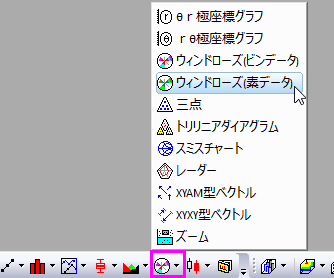 θr極座標グラフ
rθ極座標グラフ
ウィンドローズ(ビンデータ)
ウィンドローズ(素データ)
三点
トリリニアダイアグラム
スミスチャート
レーダー
XYAM型ベクトル
XYXY型ベクトル
ズーム